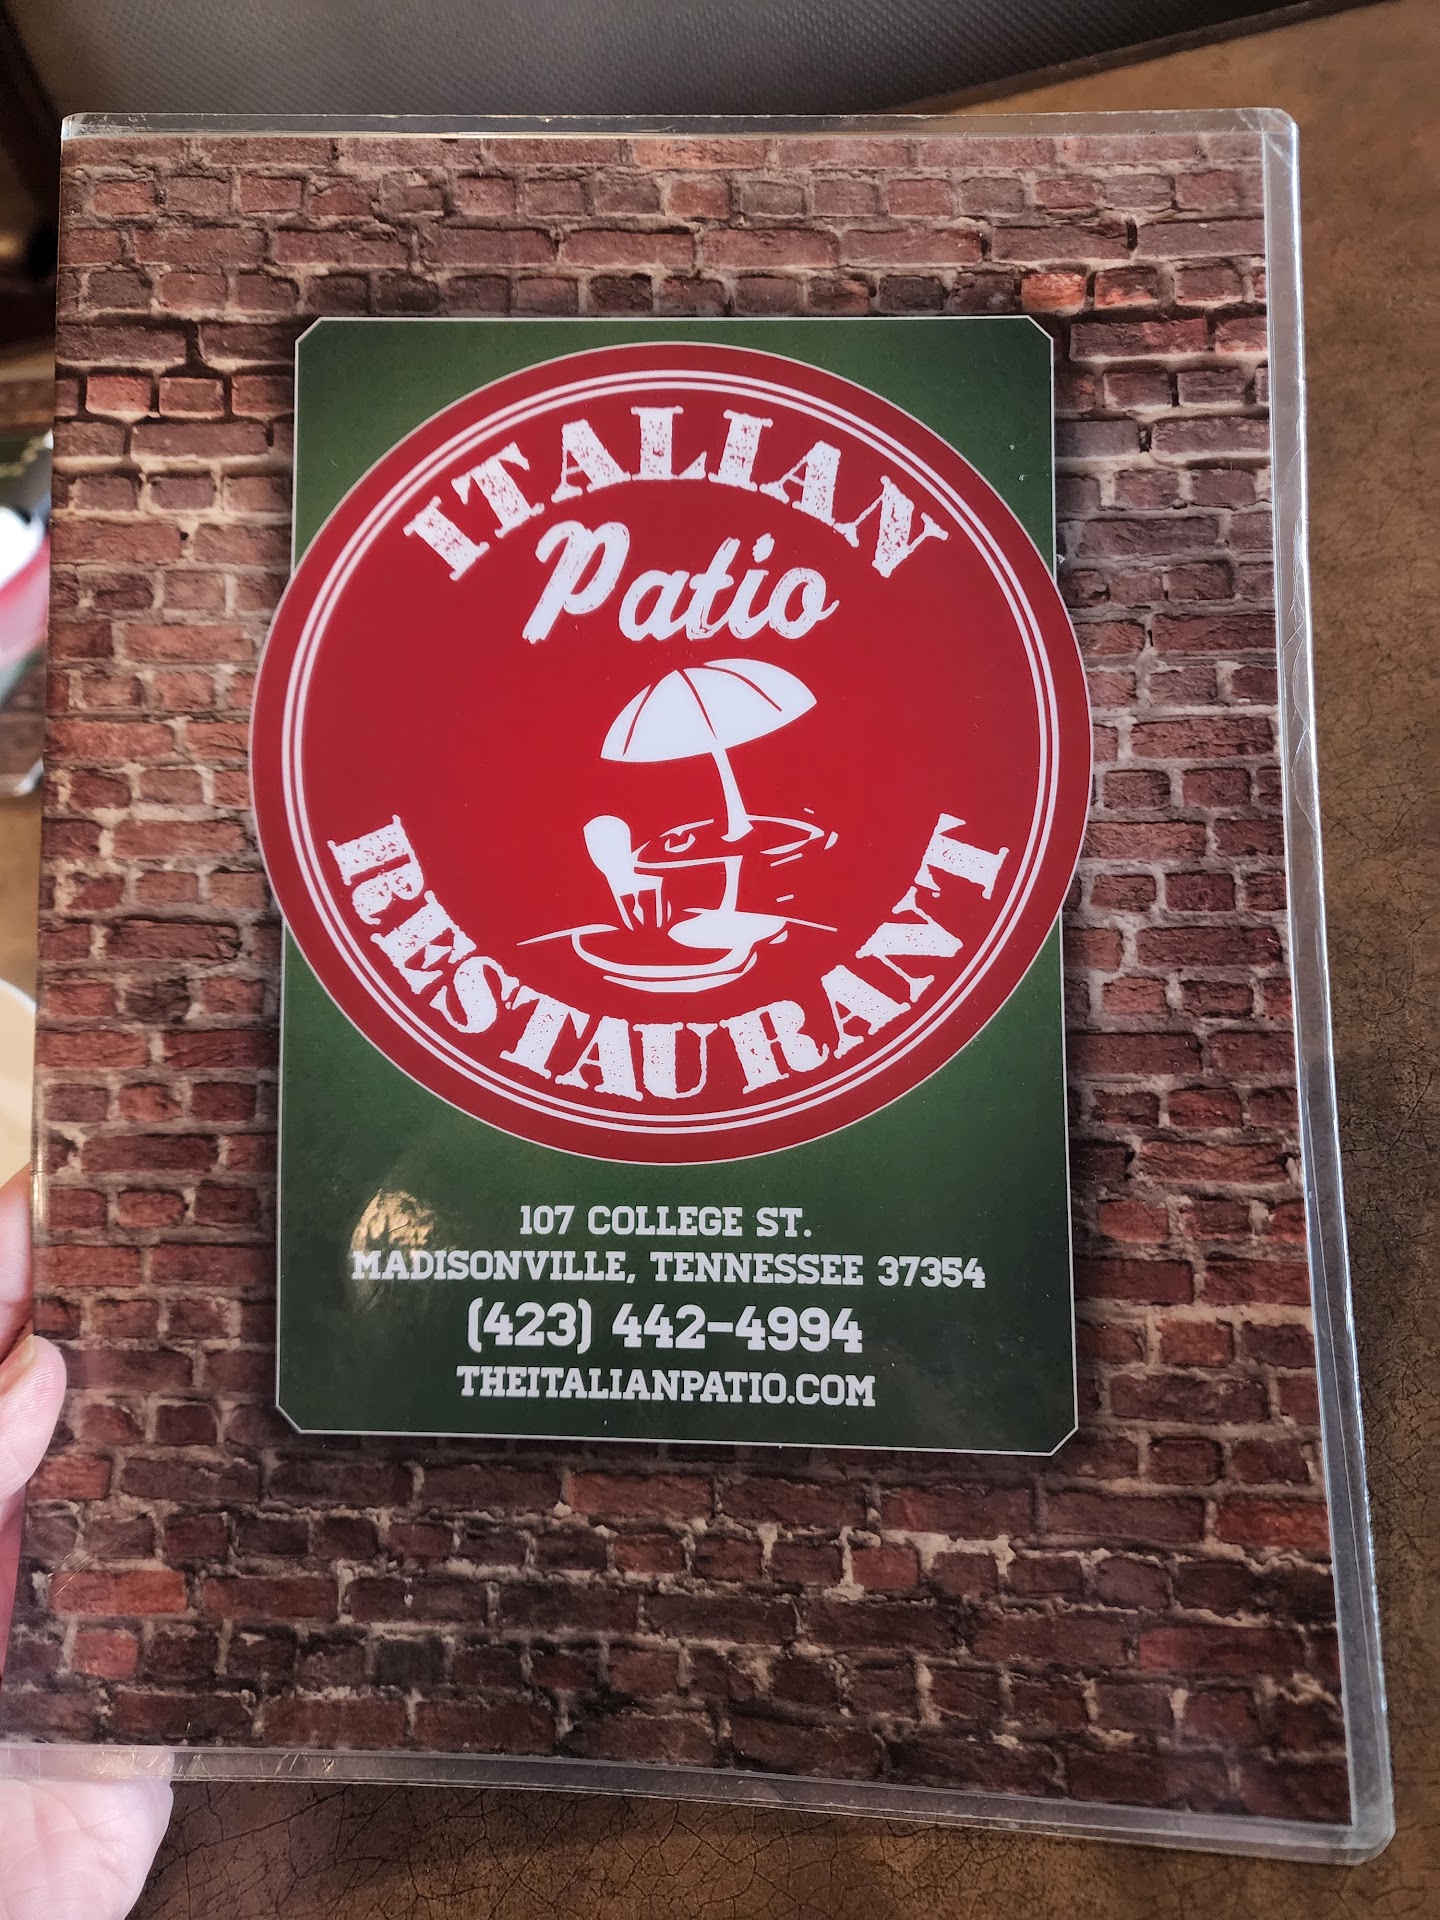 ITALIAN
Patio
RESTAURANT
107 COLLEGE ST.
MADISONVILLE, TENNESSEE 37354
(423) 442-4994
THEITALIANPATIO.COM